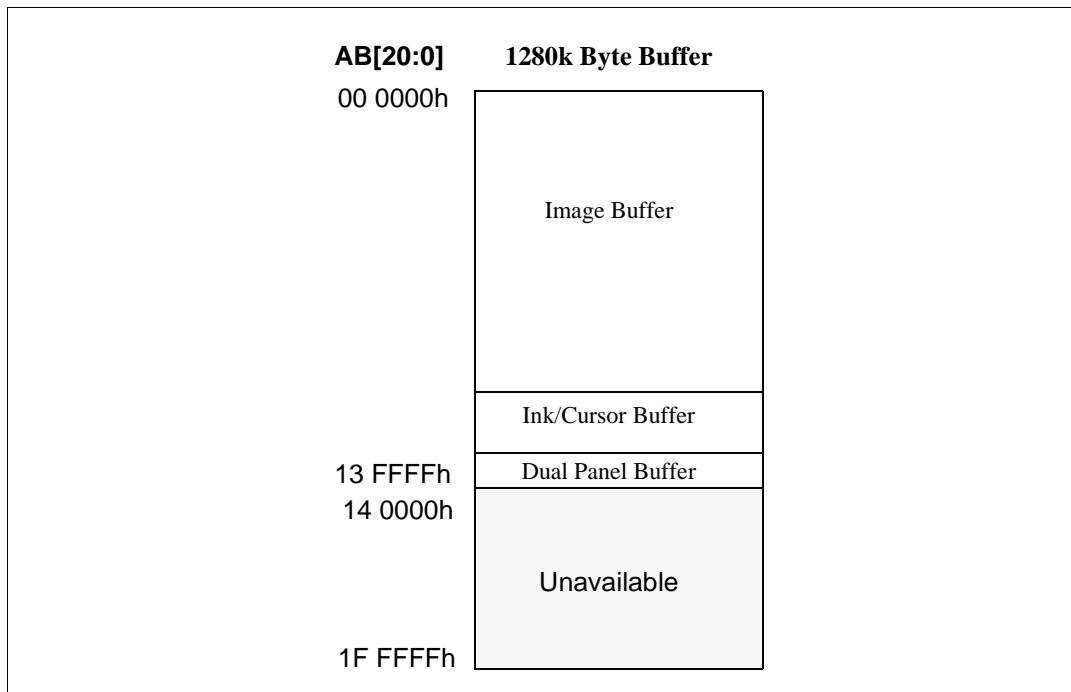 AB[20:0] 1280k Byte Buffer
00 0000h
Image Buffer
Ink/Cursor Buffer
13 FFFFh Dual Panel Buffer
14 0000h
Unavailable
1F FFFFh